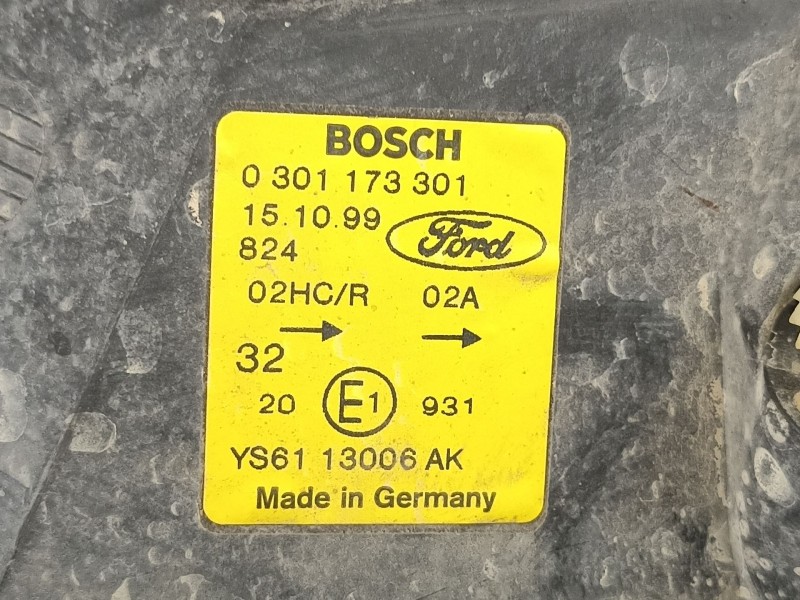 BOSCH
0 301 173 301
15.10.99
Ford
824
02HC/R 02A
32
20 E1 931
YS61 13006 AK
Made in Germany